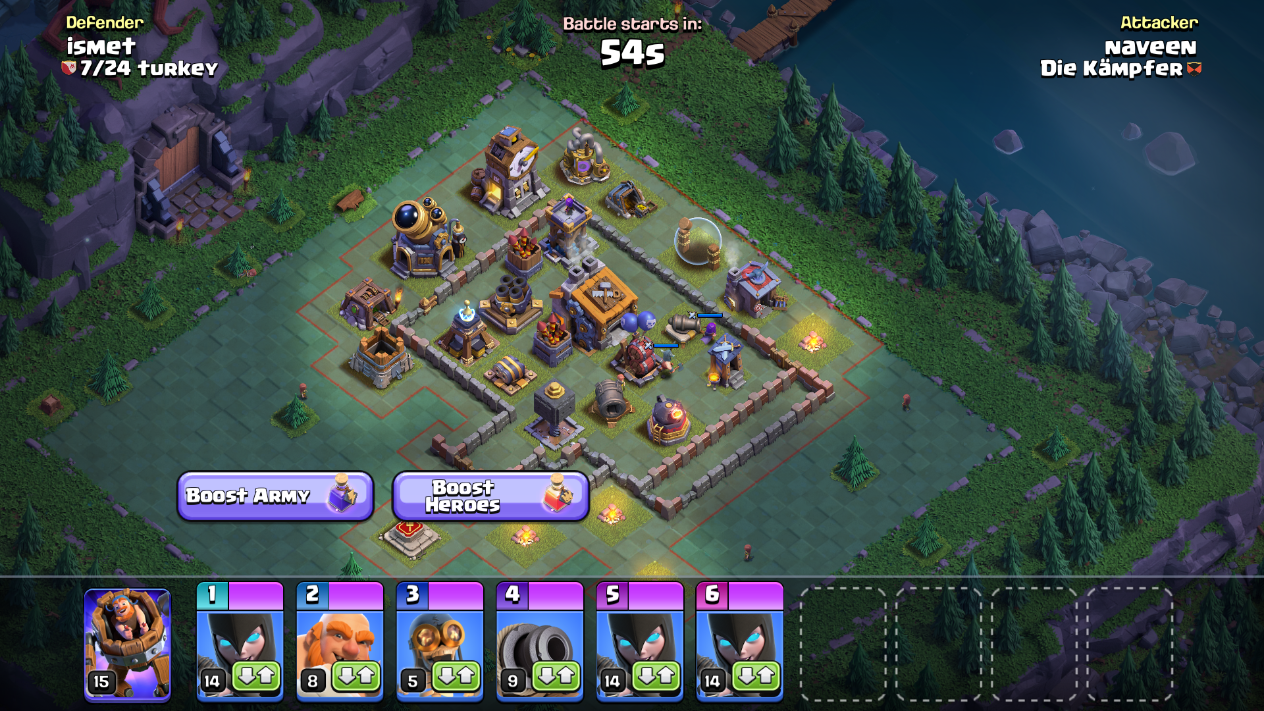 Defender
ismet
7/24 turkey
Battle starts in:
54s
Attacker
naveen
Die Kämpfer
Boost Army
Boost
Heroes
1
2
3
4
5
6
15
14
8
5
9
14
14